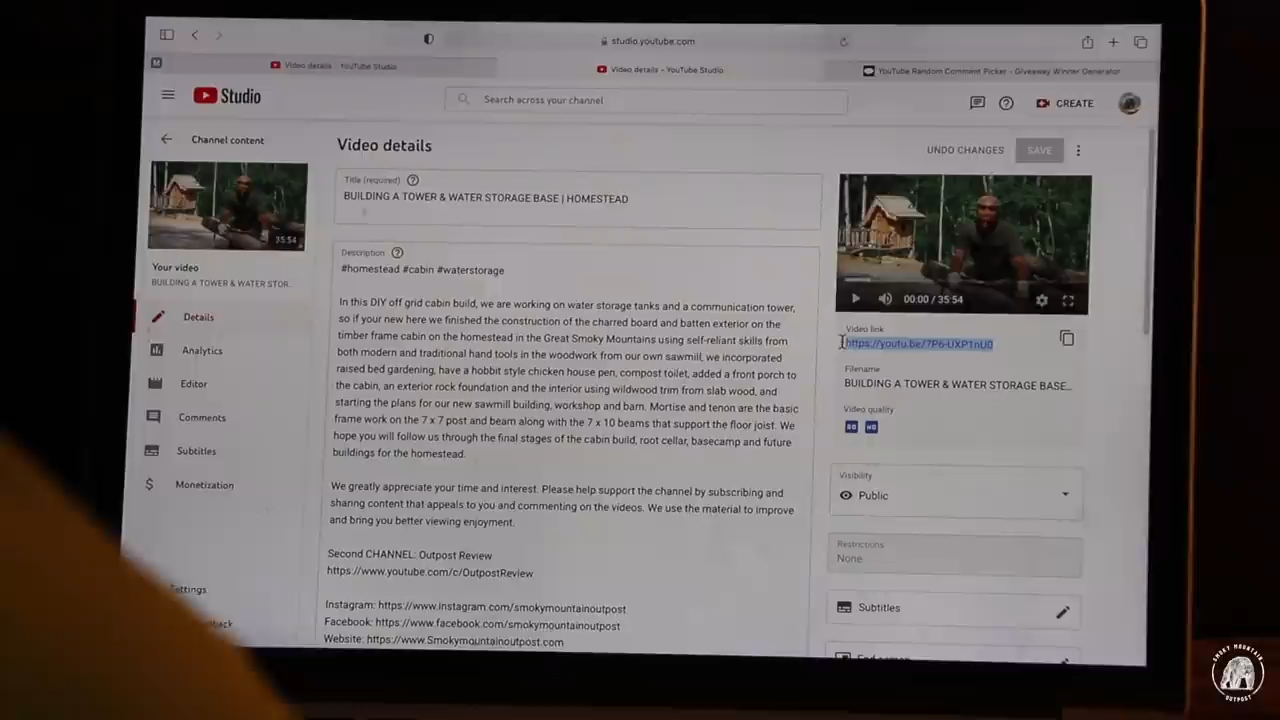 studio.youtube.com
Video details - YouTube Studio
Video details - YouTube Studio
YouTube Random Comment Picker - Giveaway Winner Generator
Studio
Search across your channel
CREATE
Channel content
Video details
UNDO CHANGES
SAVE
35:54
Your video
BUILDING A TOWER & WATER STOR...
Details
Analytics
Editor
Comments
Subtitles
Monetization
$
ettings
Title (required)
BUILDING A TOWER & WATER STORAGE BASE | HOMESTEAD
Description
#homestead #cabin #waterstorage
In this DIY off grid cabin build, we are working on water storage tanks and a communication tower,
so if your new here we finished the construction of the charred board and batten exterior on the
timber frame cabin on the homestead in the Great Smoky Mountains using self-reliant skills from
both modern and traditional hand tools in the woodwork from our own sawmill, we incorporated
raised bed gardening, have a hobbit style chicken house pen, compost toilet, added a front porch to
the cabin, an exterior rock foundation and the interior using wildwood trim from slab wood, and
starting the plans for our new sawmill building, workshop and barn. Mortise and tenon are the basic
frame work on the 7 x 7 post and beam along with the 7 x 10 beams that support the floor joist. We
hope you will follow us through the final stages of the cabin build, root cellar, basecamp and future
buildings for the homestead.
We greatly appreciate your time and interest. Please help support the channel by subscribing and
sharing content that appeals to you and commenting on the videos. We use the material to improve
and bring you better viewing enjoyment.
Second CHANNEL: Outpost Review
https://www.youtube.com/c/OutpostReview
Instagram: https://www.instagram.com/smokymountainoutpost
Facebook: https://www.facebook.com/smokymountainoutpost
Website: https://www.Smokymountainoutpost.com
00:00 / 35:54
Video link
https://youtu.be/7P6-UXP1nU0
Filename
BUILDING A TOWER & WATER STORAGE BASE...
Video quality
SD HD
Visibility
Public
Restrictions
None
Subtitles
SMOKY MOUNTAIN
OUTPOST